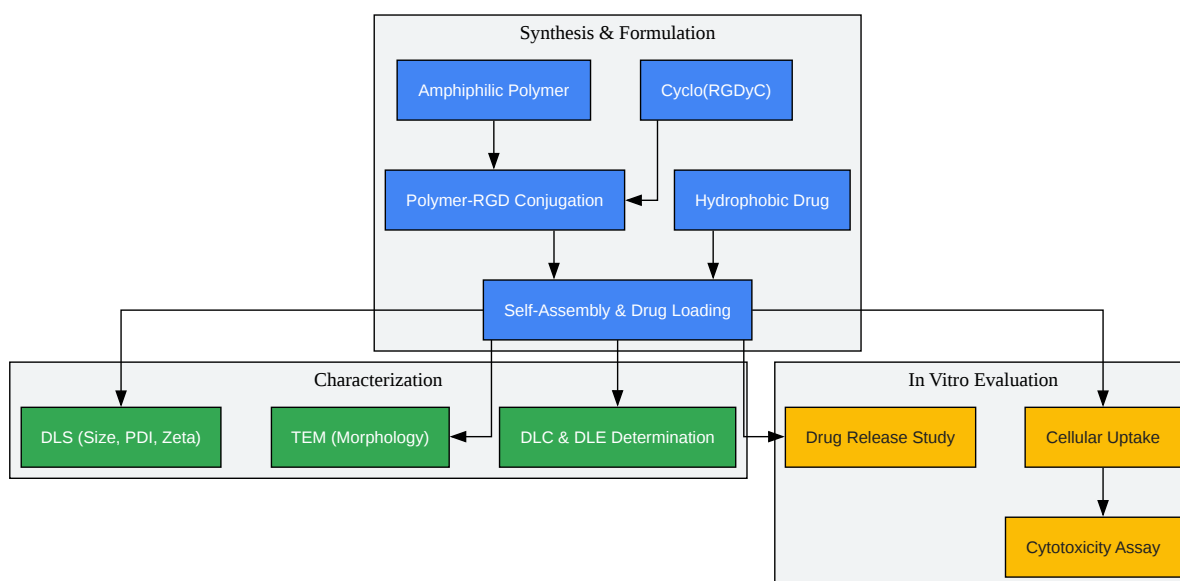 Synthesis & Formulation
Amphiphilic Polymer
Cyclo(RGDyC)
Polymer-RGD Conjugation
Hydrophobic Drug
Self-Assembly & Drug Loading
Characterization
In Vitro Evaluation
DLS (Size, PDI, Zeta)
TEM (Morphology)
DLC & DLE Determination
Drug Release Study
Cellular Uptake
Cytotoxicity Assay